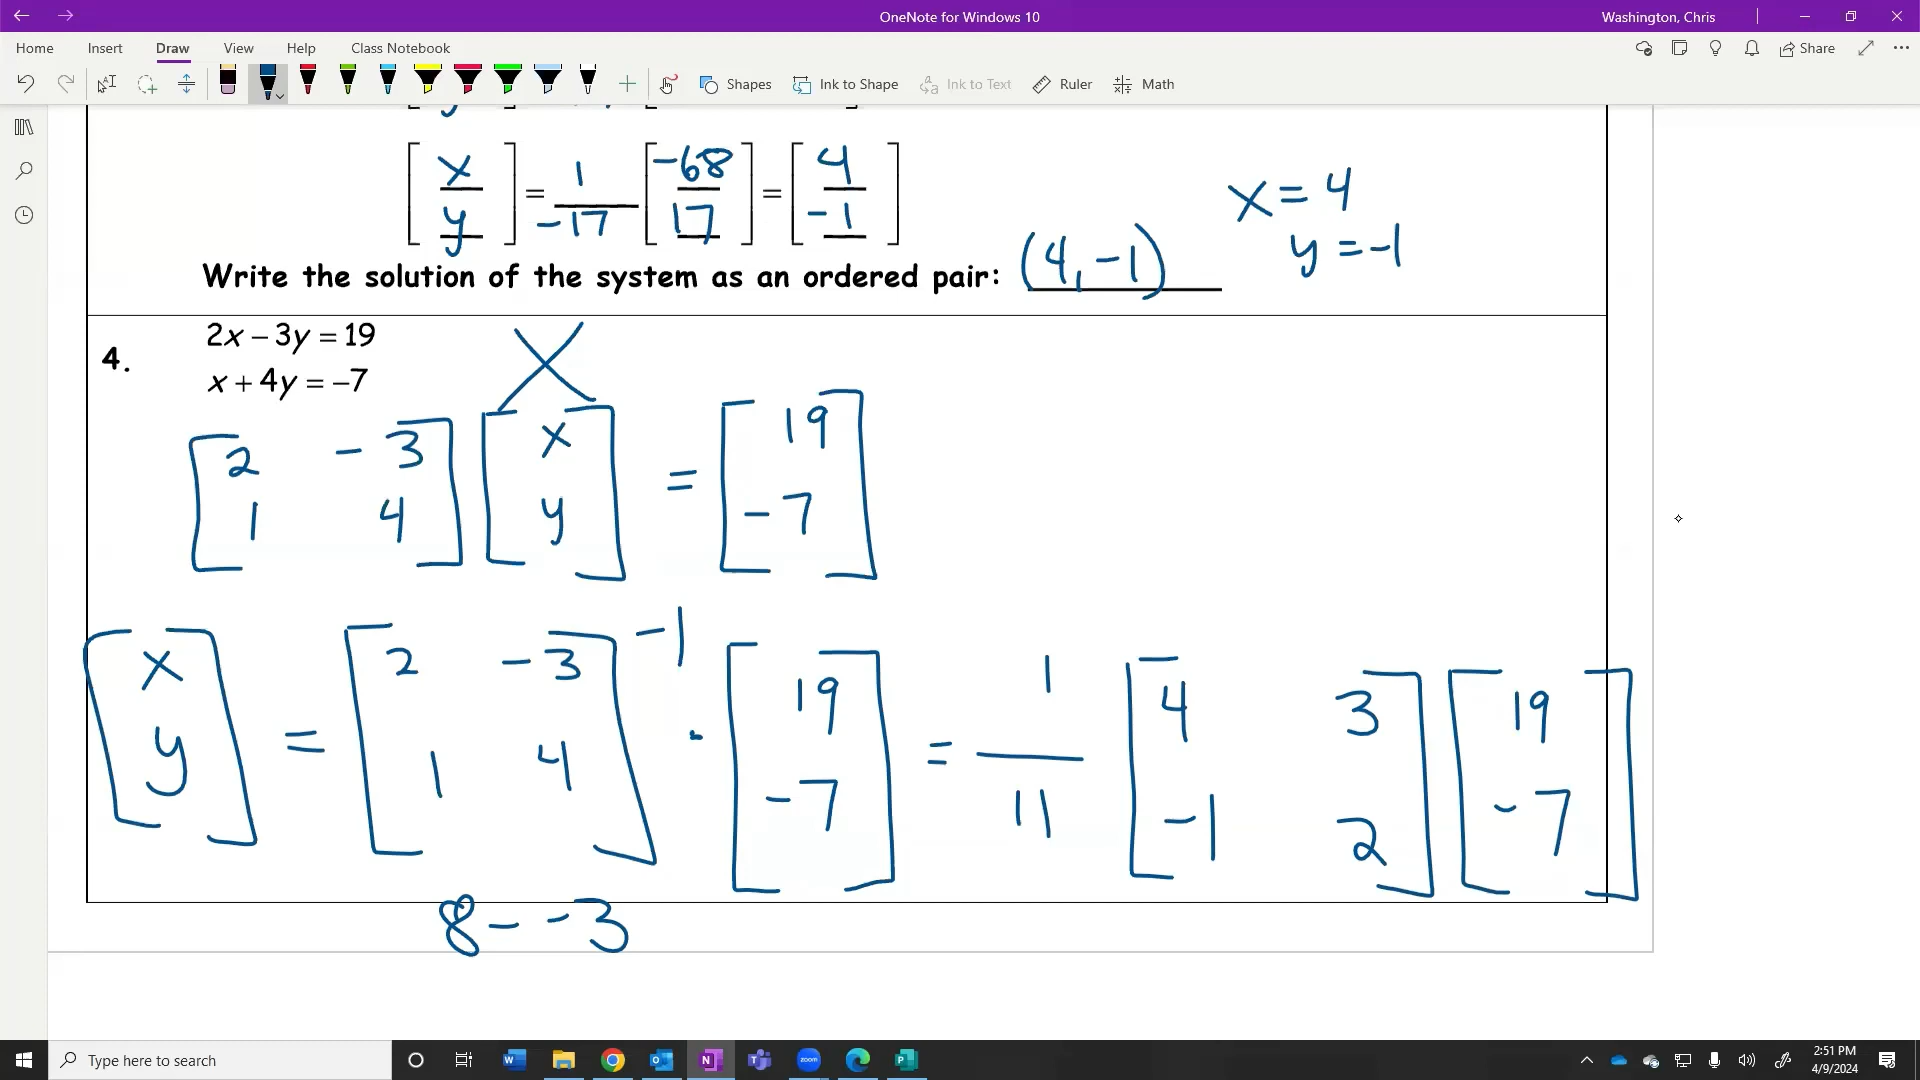 OneNote for Windows 10
Washington, Chris
Home Insert Draw View Help Class Notebook
Share
Shapes Ink to Shape Ink to Text Ruler Math
[x y] = 1/-17 [-68 17] = [4 -1]
x = 4
y = -1
Write the solution of the system as an ordered pair: (4, -1)
4.
2x − 3y = 19
x + 4y = −7
X
[2 -3] [x] = [19]
[1 4] [y] [-7]
[x] = [2 -3]-1 · [19] = 1 [4 3] [19]
[y] [1 4] [-7] 11 [-1 2] [-7]
8 - -3
Type here to search
zoom
2:51 PM
4/9/2024